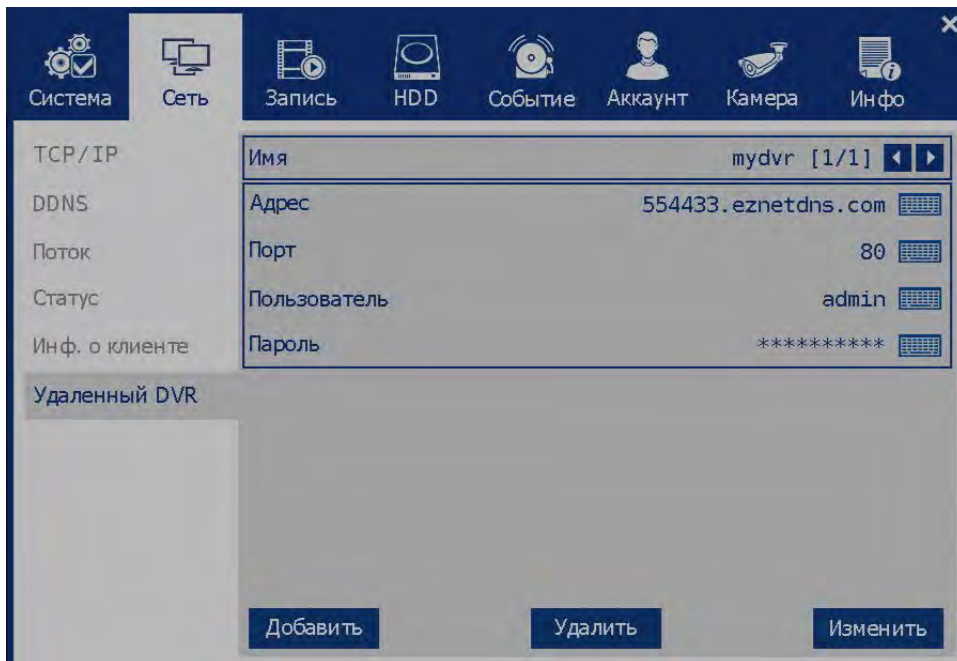 Система Сеть Запись HDD Событие Аккаунт Камера Инфо
TCP/IP
DDNS
Поток
Статус
Инф. о клиенте
Удаленный DVR
Имя mydvr [1/1]
Адрес 554433.eznetdns.com
Порт 80
Пользователь admin
Пароль **********
Добавить Удалить Изменить